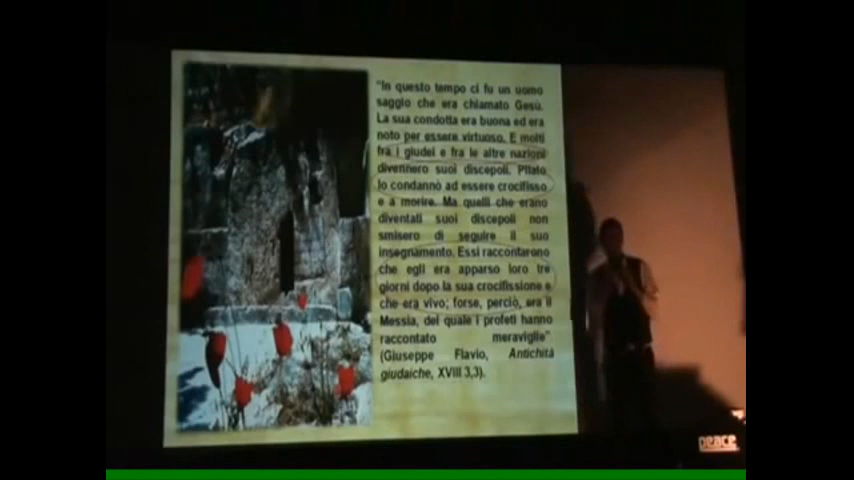 "In questo tempo ci fu un uomo
saggio che era chiamato Gesù.
La sua condotta era buona ed era
noto per essere virtuoso. E molti
fra i giudei e fra le altre nazioni
divennero suoi discepoli. Pilato
lo condannò ad essere crocifisso
e a morire. Ma quelli che erano
diventati suoi discepoli non
smisero di seguire il suo
insegnamento. Essi raccontarono
che egli era apparso loro tre
giorni dopo la sua crocifissione e
che era vivo; forse, perciò, era il
Messia, del quale i profeti hanno
raccontato meraviglie"
(Giuseppe Flavio, Antichità
giudaiche, XVIII 3,3).
peace